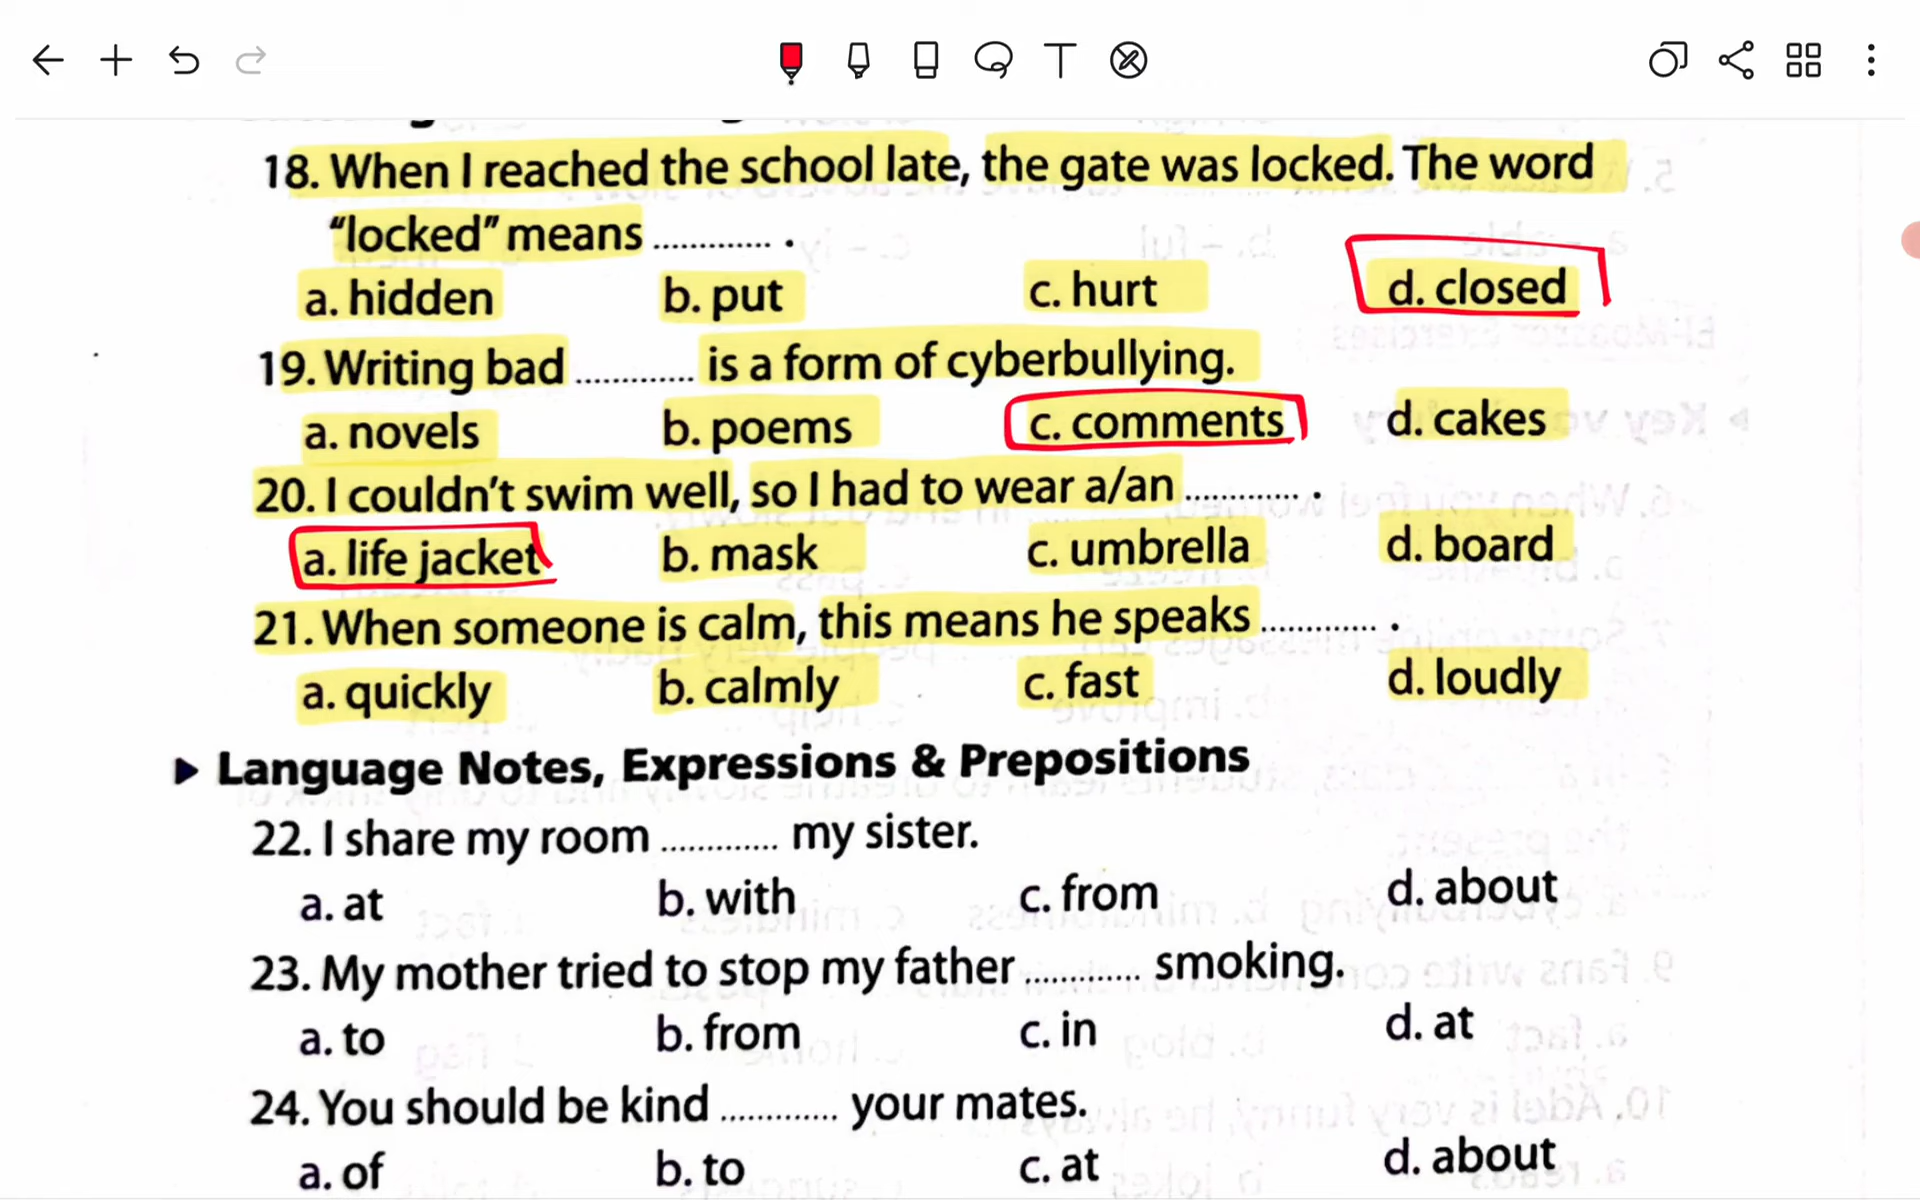 18. When I reached the school late, the gate was locked. The word
“locked” means ............. .
a. hidden b. put c. hurt d. closed
19. Writing bad ............. is a form of cyberbullying.
a. novels b. poems c. comments d. cakes
20. I couldn’t swim well, so I had to wear a/an ............. .
a. life jacket b. mask c. umbrella d. board
21. When someone is calm, this means he speaks ............. .
a. quickly b. calmly c. fast d. loudly
Language Notes, Expressions & Prepositions
22. I share my room ............. my sister.
a. at b. with c. from d. about
23. My mother tried to stop my father ............. smoking.
a. to b. from c. in d. at
24. You should be kind ............. your mates.
a. of b. to c. at d. about